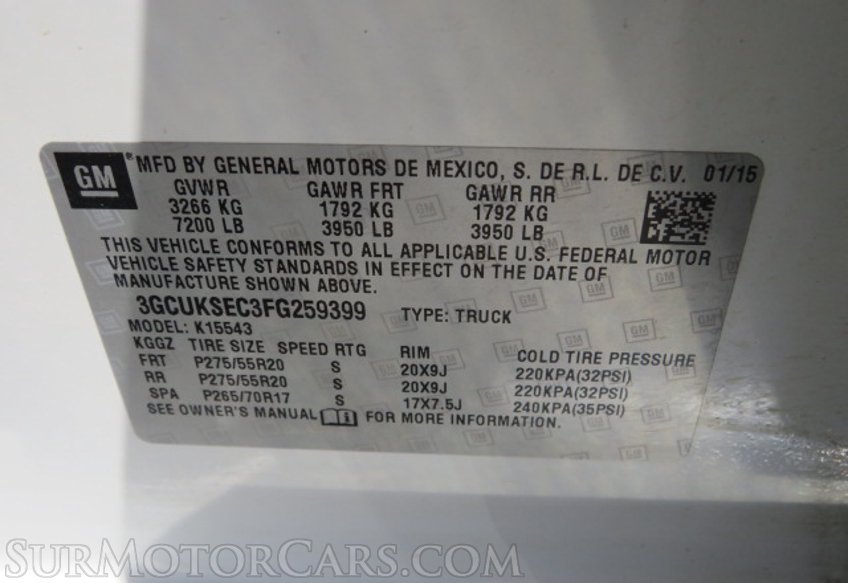 GM ® MFD BY GENERAL MOTORS DE MEXICO, S. DE R.L. DE C.V. 01/15
GVWR GAWR FRT GAWR RR
3266 KG 1792 KG 1792 KG
7200 LB 3950 LB 3950 LB
THIS VEHICLE CONFORMS TO ALL APPLICABLE U.S. FEDERAL MOTOR
VEHICLE SAFETY STANDARDS IN EFFECT ON THE DATE OF
MANUFACTURE SHOWN ABOVE.
3GCUKSEC3FG259399 TYPE: TRUCK
MODEL: K15543
KGGZ TIRE SIZE SPEED RTG RIM COLD TIRE PRESSURE
FRT P275/55R20 S 20X9J 220KPA(32PSI)
RR P275/55R20 S 20X9J 220KPA(32PSI)
SPA P265/70R17 S 17X7.5J 240KPA(35PSI)
SEE OWNER'S MANUAL FOR MORE INFORMATION.
SurMotorCars.com